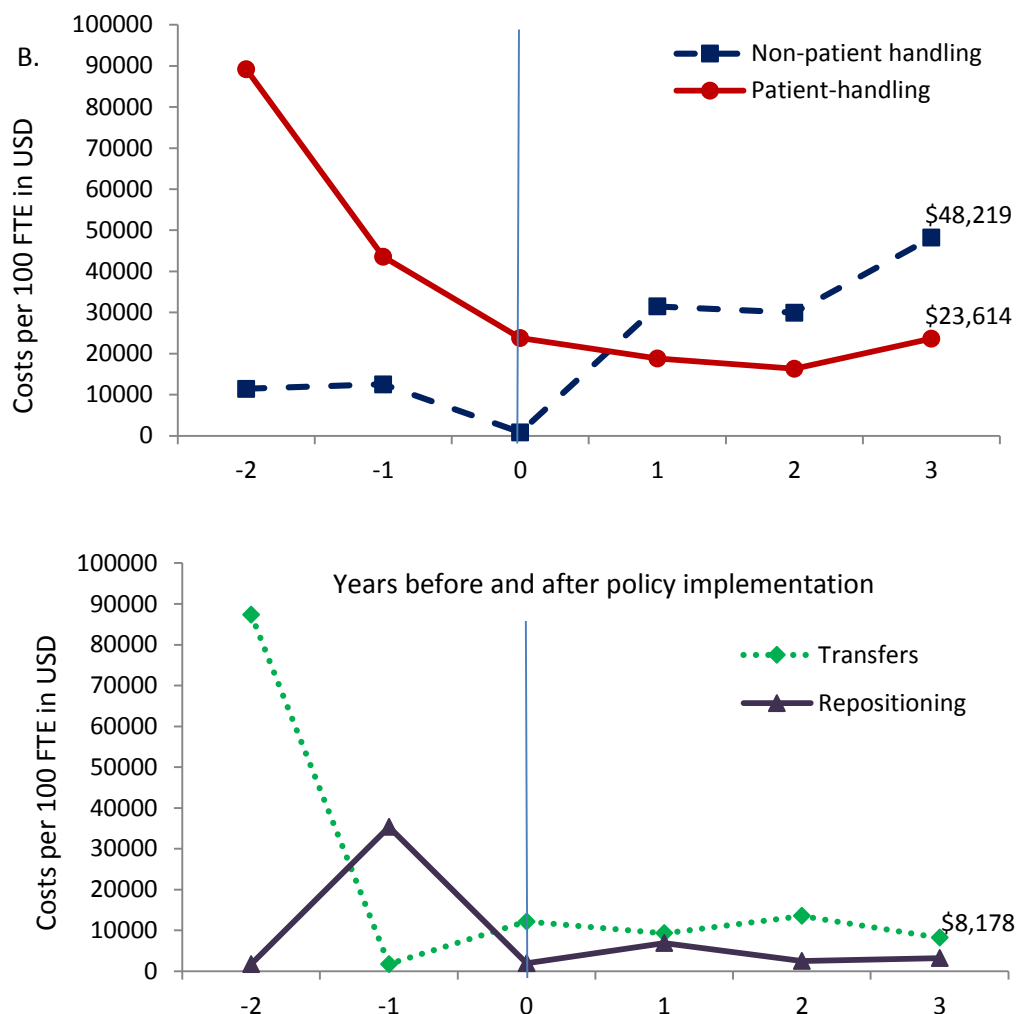 B.
Costs per 100 FTE in USD
100000
90000
80000
70000
60000
50000
40000
30000
20000
10000
0
Non-patient handling
Patient-handling
$48,219
$23,614
-2 -1 0 1 2 3
Years before and after policy implementation
Costs per 100 FTE in USD
100000
90000
80000
70000
60000
50000
40000
30000
20000
10000
0
Transfers
Repositioning
$8,178
-2 -1 0 1 2 3